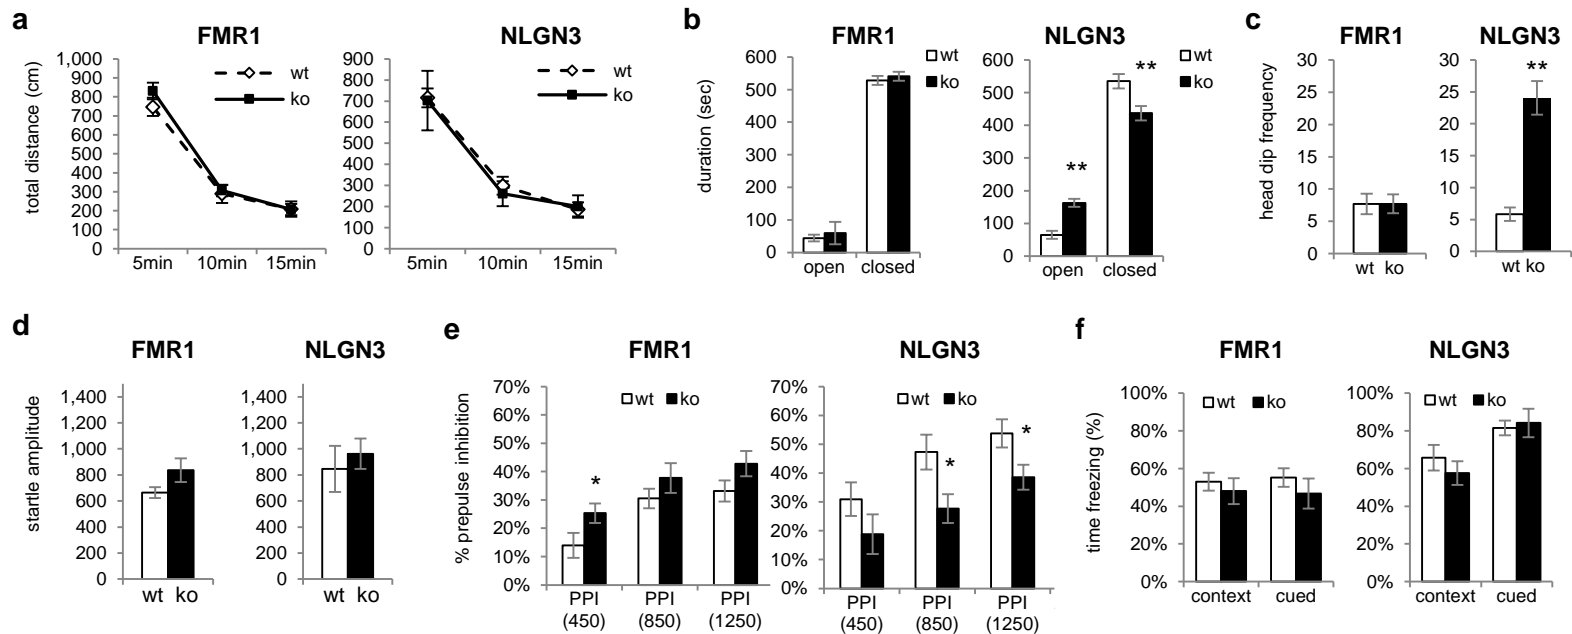 a
FMR1
NLGN3
total distance (cm)
1,000
900
800
700
600
500
400
300
200
100
0
5min 10min 15min
wt
ko
900
800
700
600
500
400
300
200
100
0
5min 10min 15min
wt
ko
b
FMR1
NLGN3
duration (sec)
600
500
400
300
200
100
0
open closed
wt
ko
600
500
400
300
200
100
0
open closed
**
**
wt
ko
c
FMR1
NLGN3
head dip frequency
30
25
20
15
10
5
0
wt ko
30
25
20
15
10
5
0
**
wt ko
d
FMR1
NLGN3
startle amplitude
1,400
1,200
1,000
800
600
400
200
0
wt ko
1,400
1,200
1,000
800
600
400
200
0
wt ko
e
FMR1
NLGN3
% prepulse inhibition
70%
60%
50%
40%
30%
20%
10%
0%
wt ko
*
PPI PPI PPI
(450) (850) (1250)
70%
60%
50%
40%
30%
20%
10%
0%
wt ko
*
*
PPI PPI PPI
(450) (850) (1250)
f
FMR1
NLGN3
time freezing (%)
100%
80%
60%
40%
20%
0%
wt ko
context cued
100%
80%
60%
40%
20%
0%
wt ko
context cued